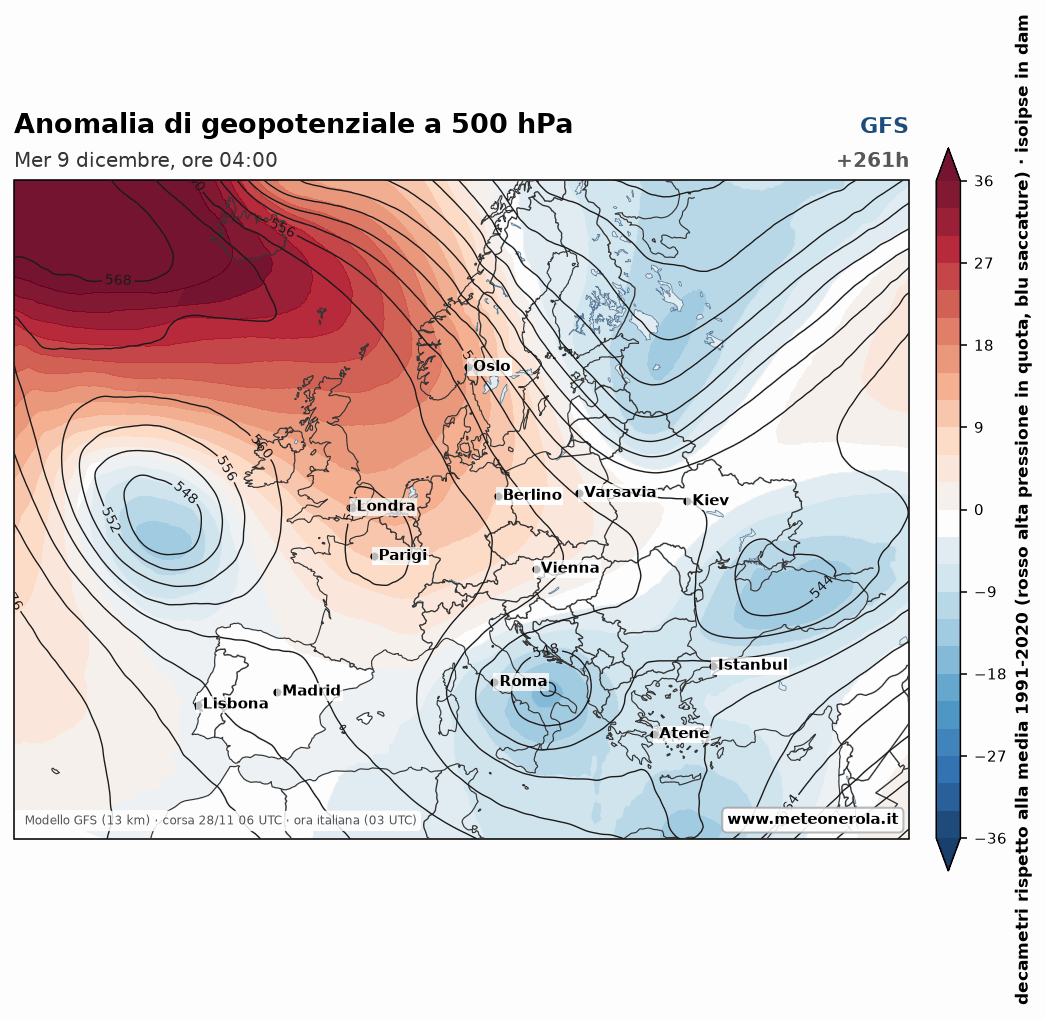 Anomalia di geopotenziale a 500 hPa
GFS
Mer 9 dicembre, ore 04:00
+261h
568
556
560
556
548
552
548
544
Oslo
Londra
Berlino
Varsavia
Kiev
Parigi
Vienna
Roma
Istanbul
Madrid
Lisbona
Atene
Modello GFS (13 km) · corsa 28/11 06 UTC · ora italiana (03 UTC)
www.meteonerola.it
36
27
18
9
0
−9
−18
−27
−36
decametri rispetto alla media 1991-2020 (rosso alta pressione in quota, blu saccature) · isoipse in dam